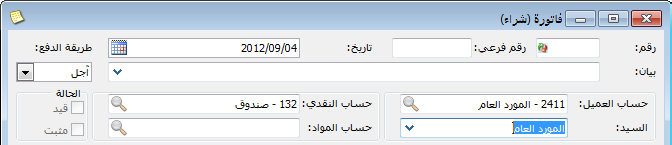 فاتورة (شراء)
رقم: رقم فرعي: تاريخ: 2012/09/04 طريقة الدفع:
بيان: آجل
الحالة
حساب العميل: 2411 - المورد العام حساب النقدي: 132 - صندوق قيد
السيد: المورد العام حساب المواد: مثبت